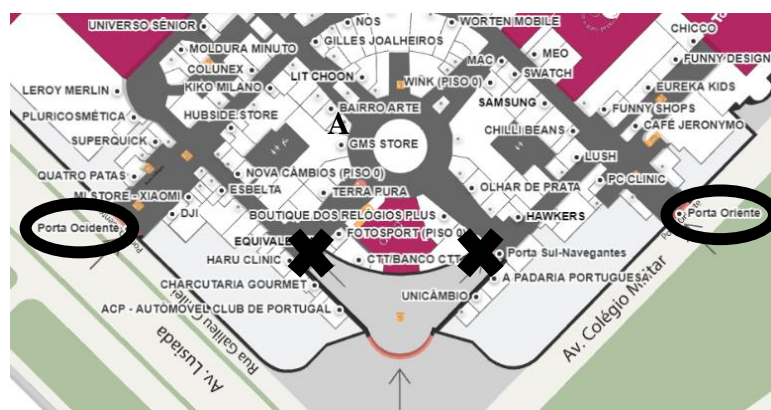 NÓS
WORTEN MOBILE
UNIVERSO SÉNIOR
GILLES JOALHEIROS
CHICCO
MOLDURA MINUTO
MEO
FUNNY DESIGN
COLUNEX
MAC
LIT CHOON
SWATCH
LEROY MERLIN
KIKO MILANO
WINK (PISO 0)
EUREKA KIDS
BAIRRO ARTE
SAMSUNG
PLURICOSMÉTICA
HUBSIDE.STORE
FUNNY SHOPS
A
CAFÉ JERONYMO
SUPERQUICK
CHILLI BEANS
GMS STORE
LUSH
QUATRO PATAS
NOVA CÂMBIOS (PISO 0)
PC CLINIC
MI STORE - XIAOMI
ESBELTA
TERRA PURA
OLHAR DE PRATA
DJI
BOUTIQUE DOS RELÓGIOS PLUS
HAWKERS
Porta Oriente
Porta Ocidente
FOTOSPORT (PISO 0)
HARU CLINIC
CTT/BANCO CTT
Porta Sul-Navegantes
CHARCUTARIA GOURMET
A PADARIA PORTUGUESA
UNICÂMBIO
ACP - AUTOMÓVEL CLUB DE PORTUGAL
Av. Colégio Militar
Rua Galileu Galilei
Av. Lusíada